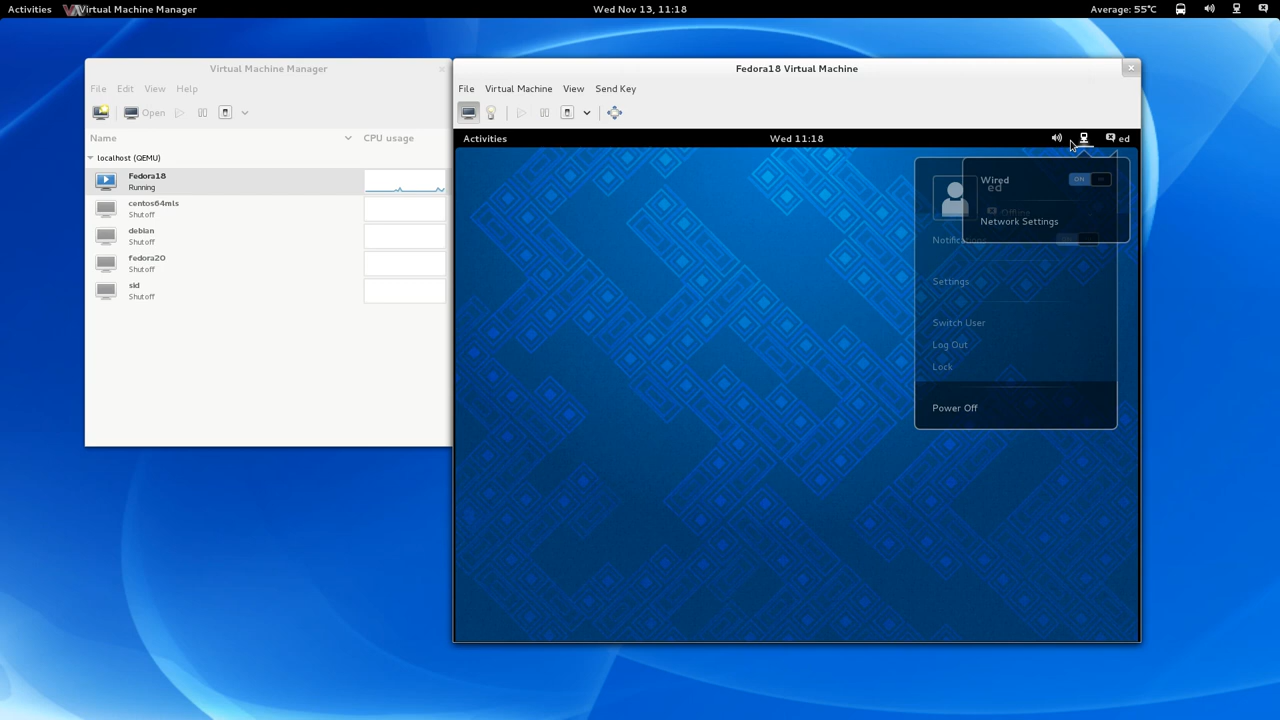 Activities Virtual Machine Manager Wed Nov 13, 11:18 Average: 55°C
Virtual Machine Manager
File Edit View Help
Open
Name CPU usage
localhost (QEMU)
Fedora18
Running
centos64mls
Shutoff
debian
Shutoff
fedora20
Shutoff
sid
Shutoff
Fedora18 Virtual Machine
File Virtual Machine View Send Key
Activities Wed 11:18 ed
Wired ON
ed
Offline
Network Settings
Notifications
Settings
Switch User
Log Out
Lock
Power Off